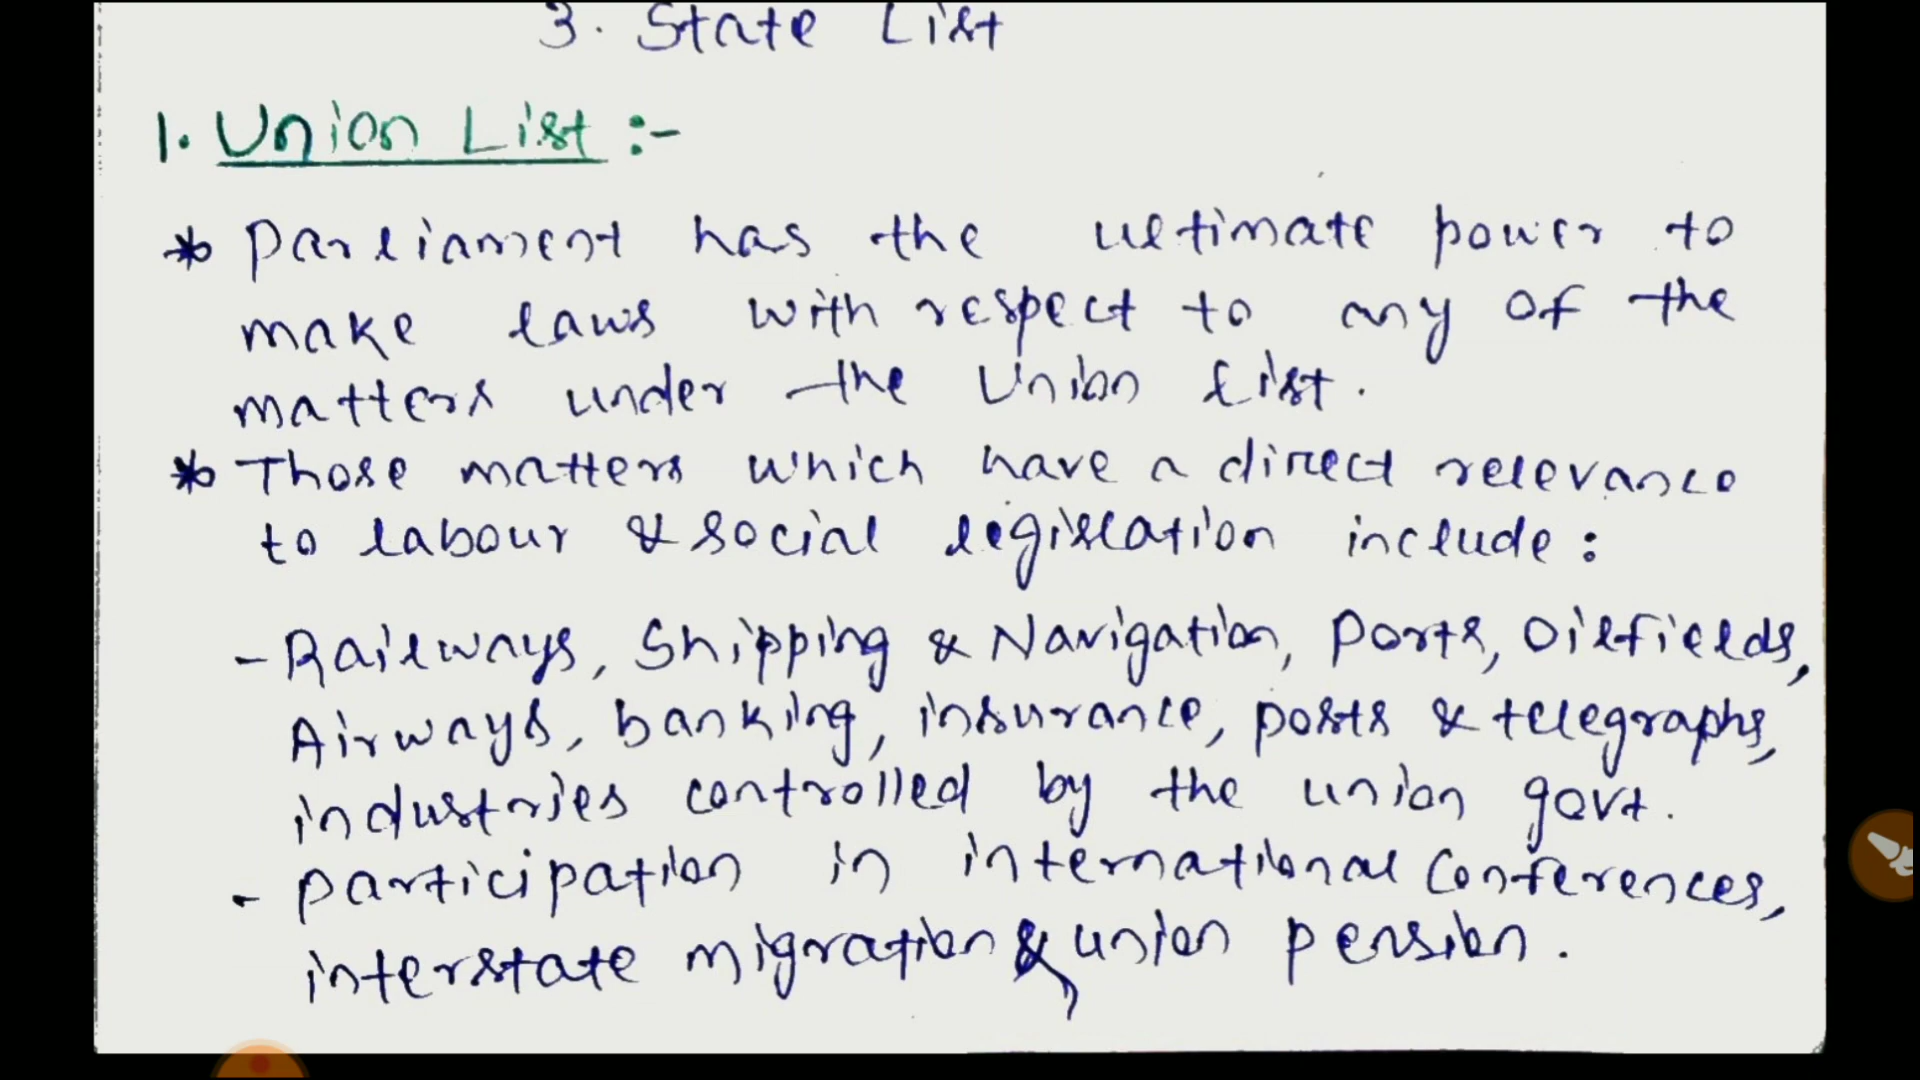 3. State List
1. Union List :-
* Parliament has the ultimate power to
make laws with respect to any of the
matters under the Union List.
* Those matters which have a direct relevance
to labour & social legislation include :
- Railways, Shipping & Navigation, Ports, Oilfields,
Airways, banking, insurance, posts & telegraphs,
industries controlled by the union govt.
- participation in international Conferences,
interstate migration & union pension.